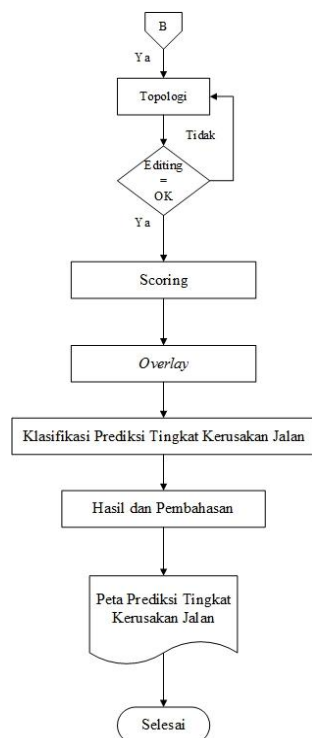 B
Ya
Topologi
Tidak
Editing
=
OK
Ya
Scoring
Overlay
Klasifikasi Prediksi Tingkat Kerusakan Jalan
Hasil dan Pembahasan
Peta Prediksi Tingkat
Kerusakan Jalan
Selesai